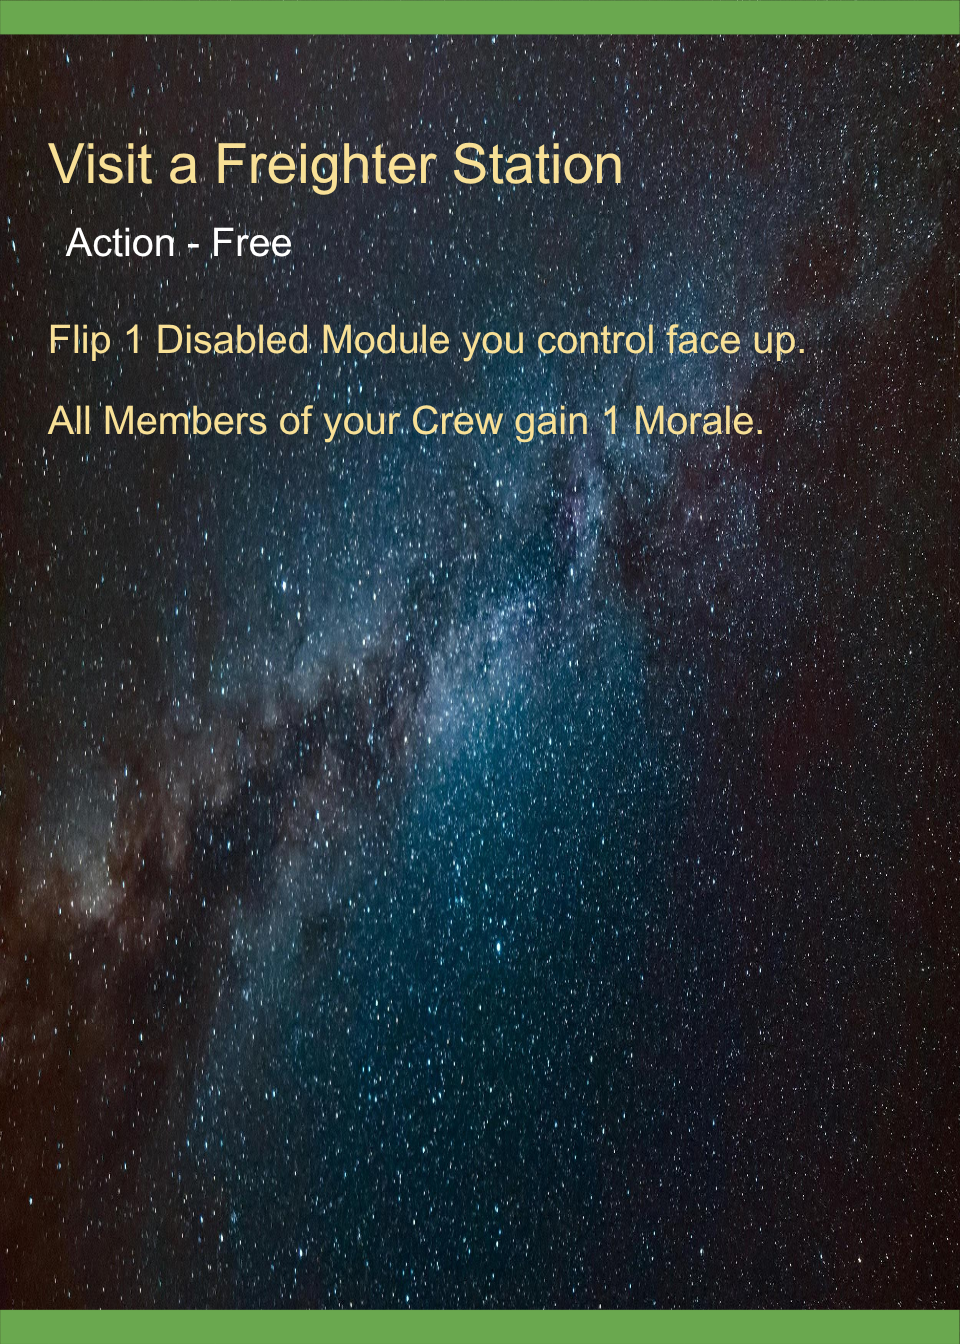 Visit a Freighter Station
Action - Free
Flip 1 Disabled Module you control face up.
All Members of your Crew gain 1 Morale.